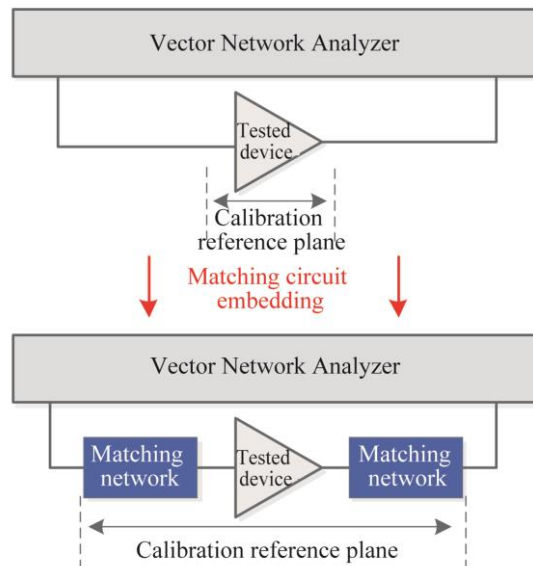 Vector Network Analyzer
Tested
device
Calibration
reference plane
Matching circuit
embedding
Vector Network Analyzer
Matching
network
Tested
device
Matching
network
Calibration reference plane